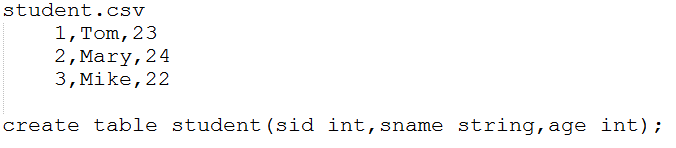 student.csv
1,Tom,23
2,Mary,24
3,Mike,22
create table student(sid int,sname string,age int);